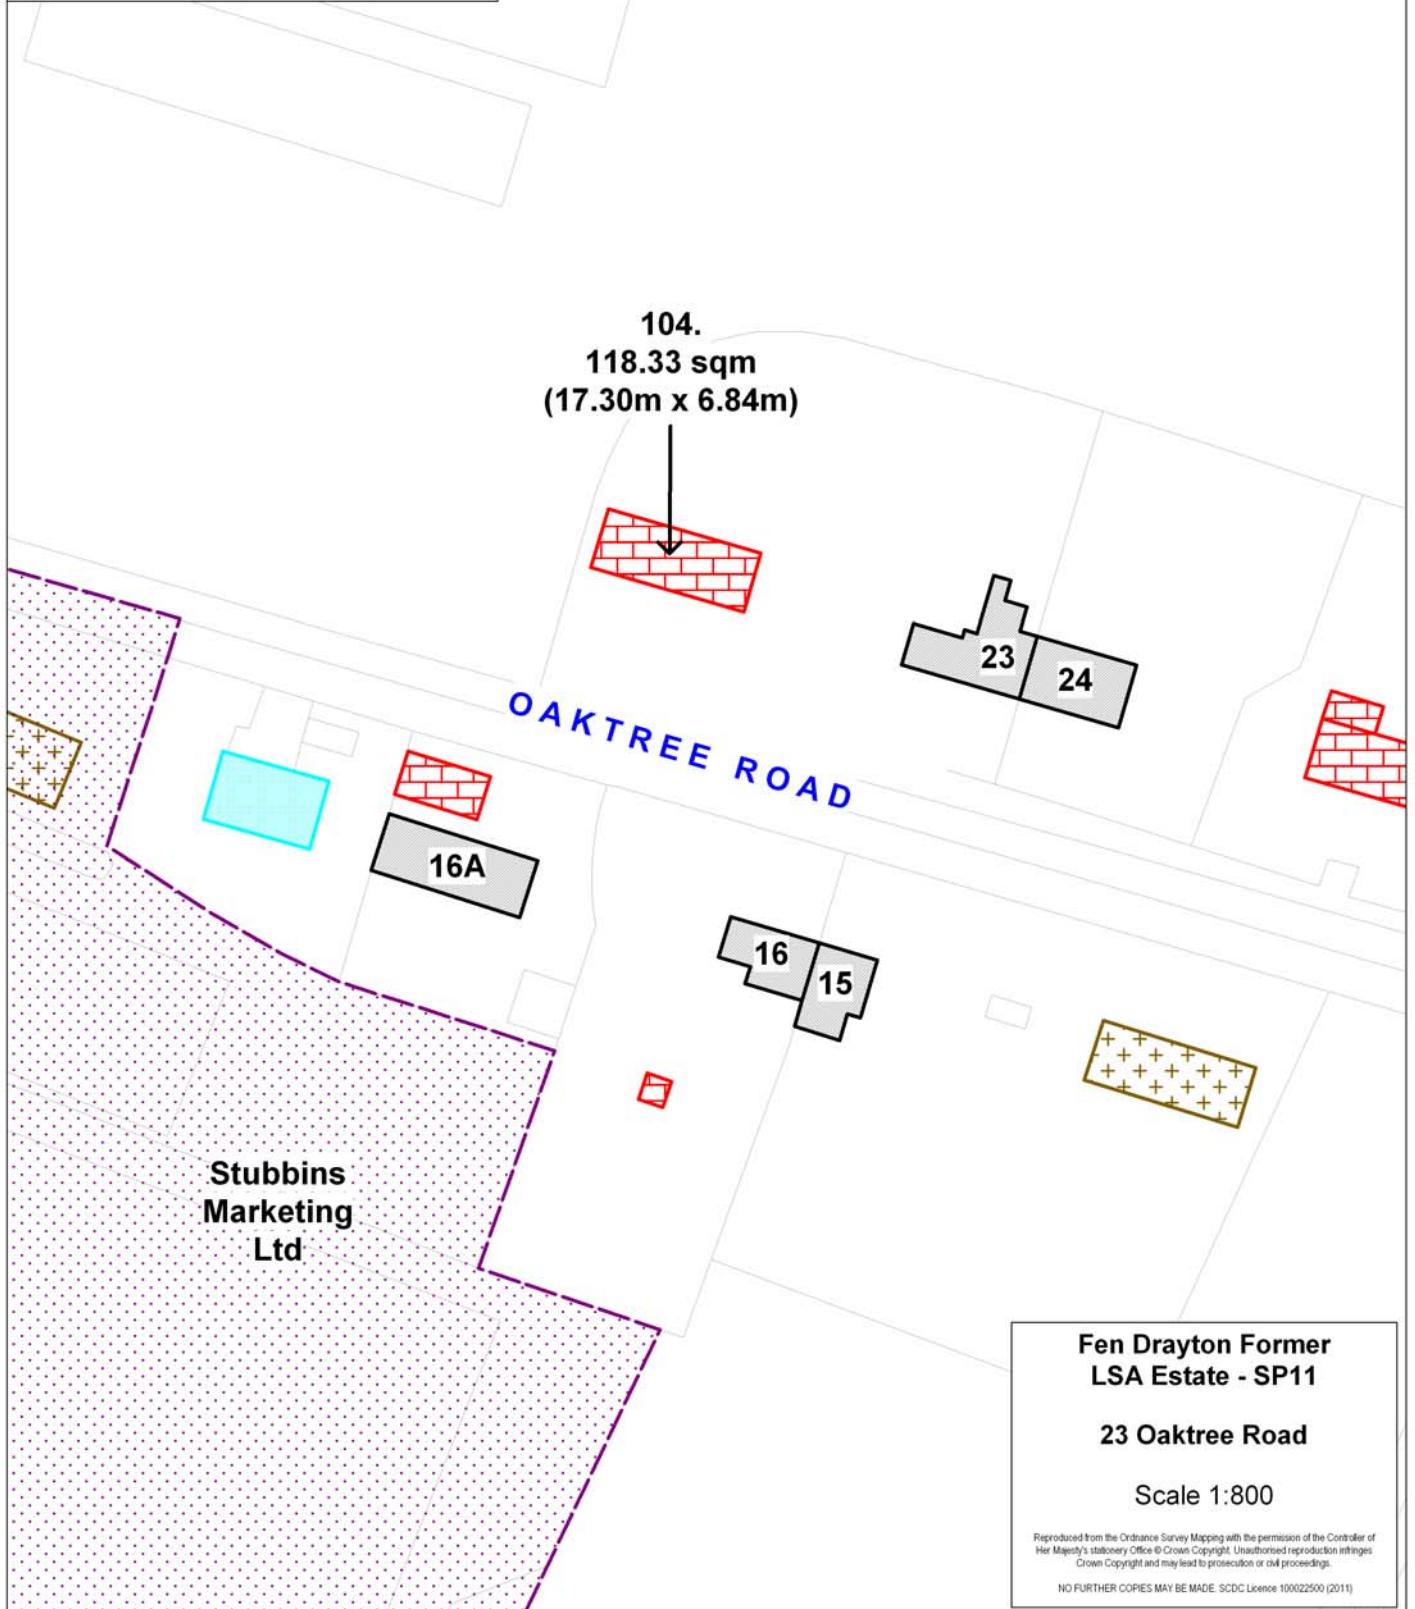 104.
118.33 sqm
(17.30m x 6.84m)
23
24
OAKTREE ROAD
16A
16
15
Stubbins
Marketing
Ltd
Fen Drayton Former
LSA Estate - SP11
23 Oaktree Road
Scale 1:800
Reproduced from the Ordnance Survey Mapping with the permission of the Controller of
Her Majesty's stationery Office © Crown Copyright. Unauthorised reproduction infringes
Crown Copyright and may lead to prosecution or civil proceedings.
NO FURTHER COPIES MAY BE MADE. SCDC Licence 100022500 (2011)